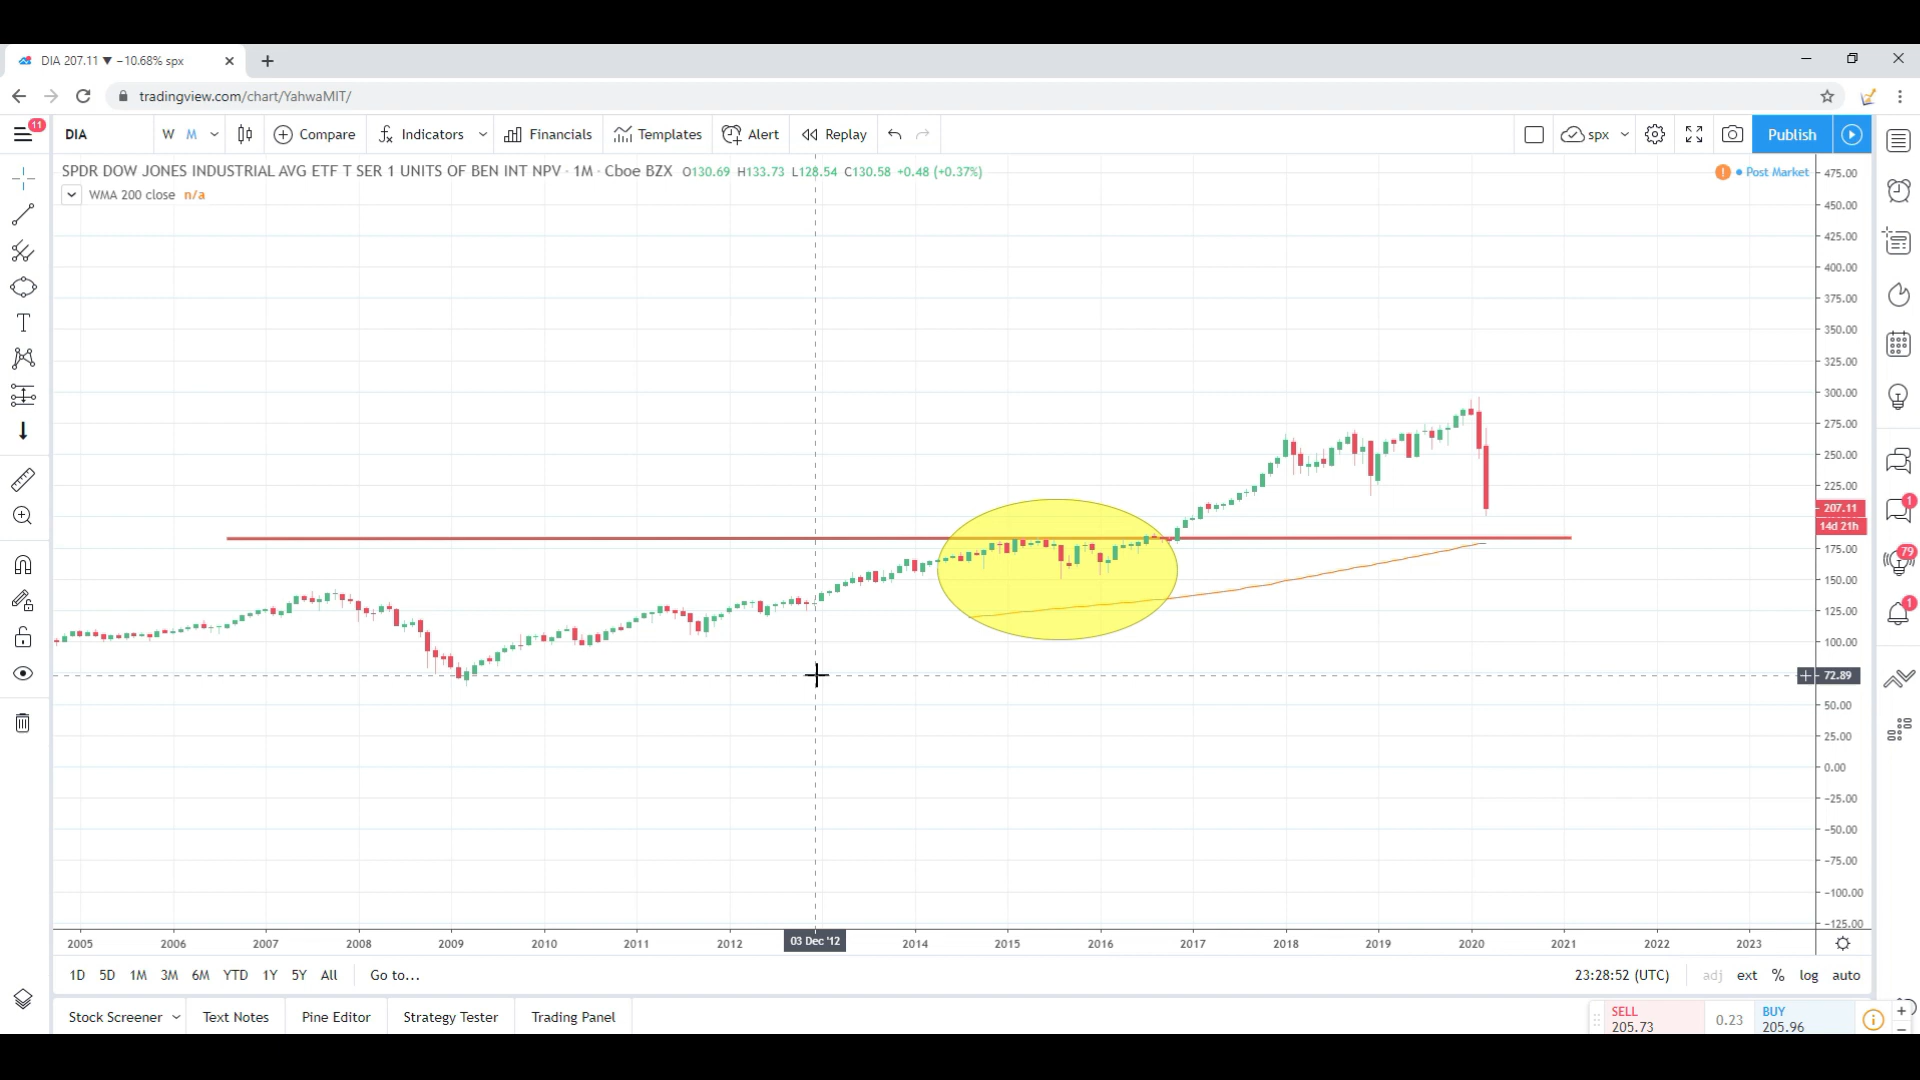 DIA 207.11 ▼ −10.68% spx
tradingview.com/chart/YahwaMIT/
11
DIA W M Compare Indicators Financials Templates Alert Replay spx Publish
SPDR DOW JONES INDUSTRIAL AVG ETF T SER 1 UNITS OF BEN INT NPV · 1M · Cboe BZX O130.69 H133.73 L128.54 C130.58 +0.48 (+0.37%)
Post Market
WMA 200 close n/a
475.00
450.00
425.00
400.00
375.00
350.00
325.00
300.00
275.00
250.00
225.00
207.11
14d 21h
175.00
150.00
125.00
100.00
72.89
50.00
25.00
0.00
−25.00
−50.00
−75.00
−100.00
−125.00
1
79
1
2005 2006 2007 2008 2009 2010 2011 2012 03 Dec '12 2014 2015 2016 2017 2018 2019 2020 2021 2022 2023
1D 5D 1M 3M 6M YTD 1Y 5Y All Go to... 23:28:52 (UTC) adj ext % log auto
Stock Screener Text Notes Pine Editor Strategy Tester Trading Panel
SELL
205.73
0.23
BUY
205.96